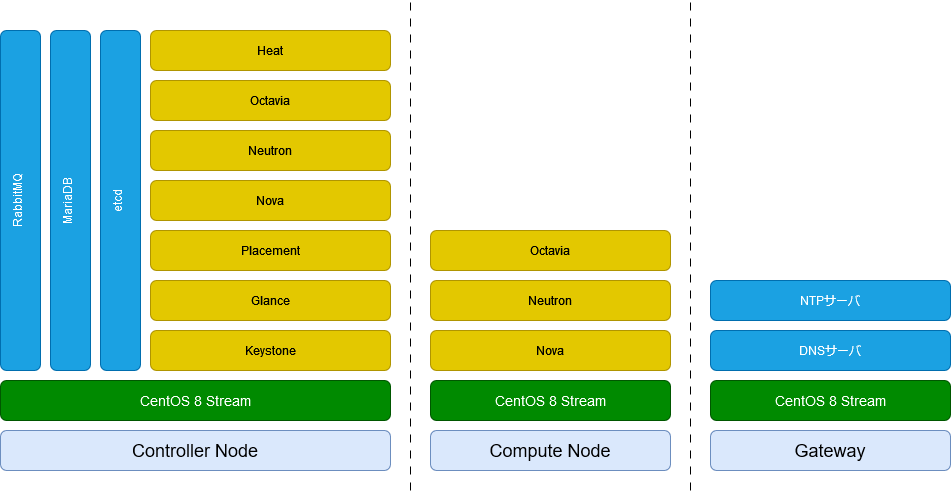 RabbitMQ
MariaDB
etcd
Heat
Octavia
Neutron
Nova
Placement
Glance
Keystone
CentOS 8 Stream
Controller Node
Octavia
Neutron
Nova
CentOS 8 Stream
Compute Node
NTPサーバ
DNSサーバ
CentOS 8 Stream
Gateway